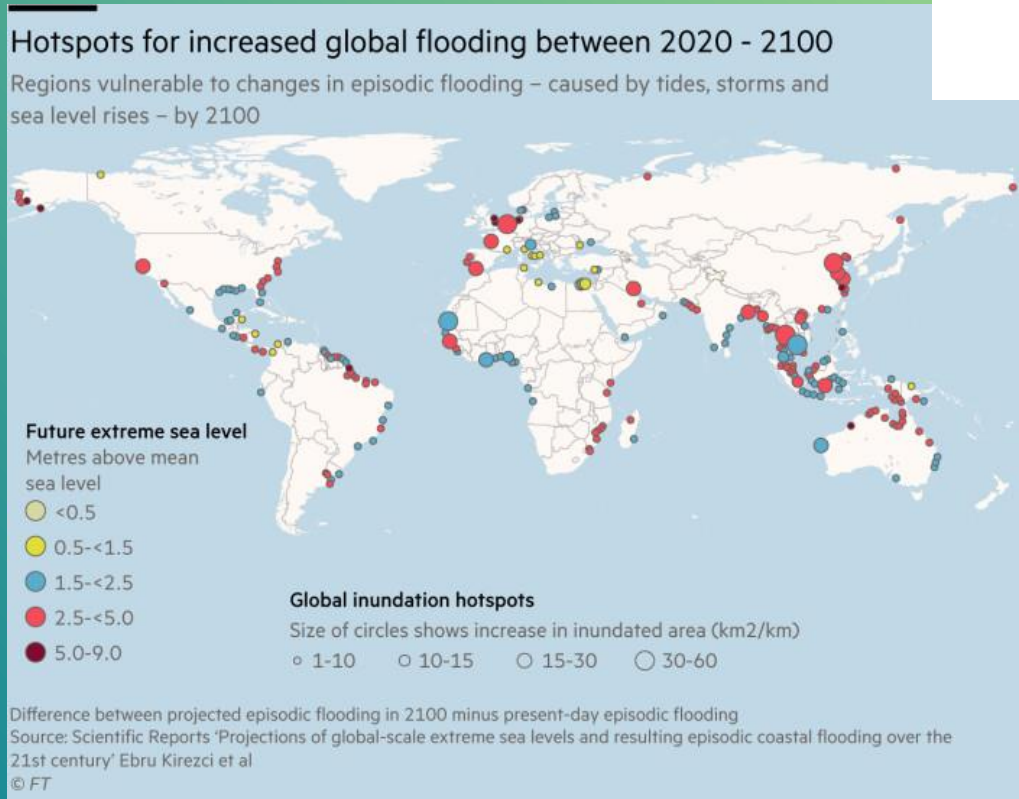 Hotspots for increased global flooding between 2020 - 2100
Regions vulnerable to changes in episodic flooding – caused by tides, storms and
sea level rises – by 2100
Future extreme sea level
Metres above mean
sea level
<0.5
0.5-<1.5
1.5-<2.5
2.5-<5.0
5.0-9.0
Global inundation hotspots
Size of circles shows increase in inundated area (km2/km)
1-10
10-15
15-30
30-60
Difference between projected episodic flooding in 2100 minus present-day episodic flooding
Source: Scientific Reports ‘Projections of global-scale extreme sea levels and resulting episodic coastal flooding over the
21st century’ Ebru Kirezci et al
© FT